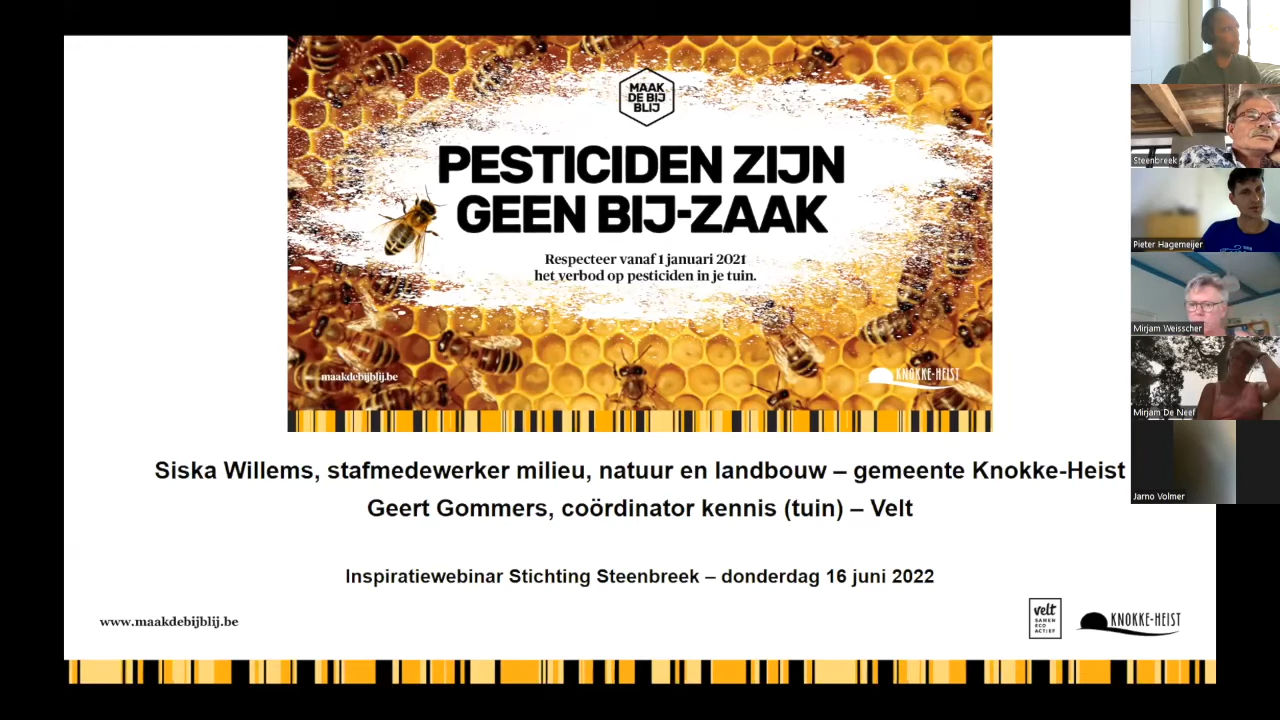 MAAK
DE BIJ
BLIJ
PESTICIDEN ZIJN
GEEN BIJ-ZAAK
Respecteer vanaf 1 januari 2021
het verbod op pesticiden in je tuin.
maakdebijblij.be
KNOKKE-HEIST
Siska Willems, stafmedewerker milieu, natuur en landbouw – gemeente Knokke-Heist
Geert Gommers, coördinator kennis (tuin) – Velt
Inspiratiewebinar Stichting Steenbreek – donderdag 16 juni 2022
www.maakdebijblij.be
velt
SAMEN
ECO
ACTIEF
KNOKKE-HEIST
Steenbreek
Pieter Hagemeijer
Mirjam Weisscher
Mirjam De Neef
Jarno Volmer